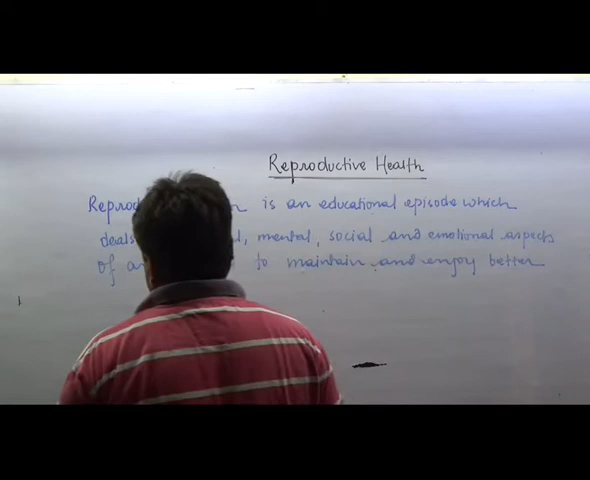 Reproductive Health
is an educational episode which
deals mental, social and emotional aspects
of to maintain and enjoy better